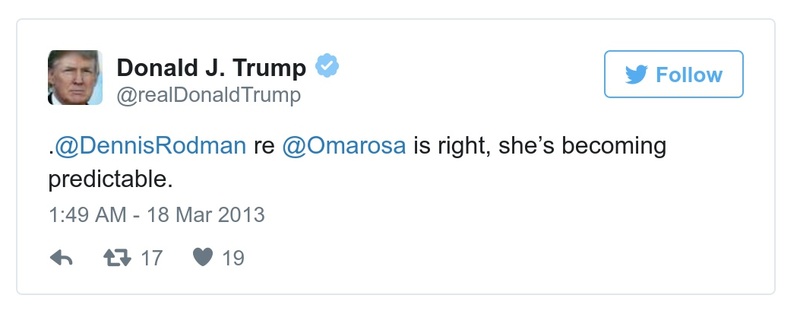 Donald J. Trump
@realDonaldTrump
Follow
.@DennisRodman re @Omarosa is right, she’s becoming
predictable.
1:49 AM - 18 Mar 2013
17 19